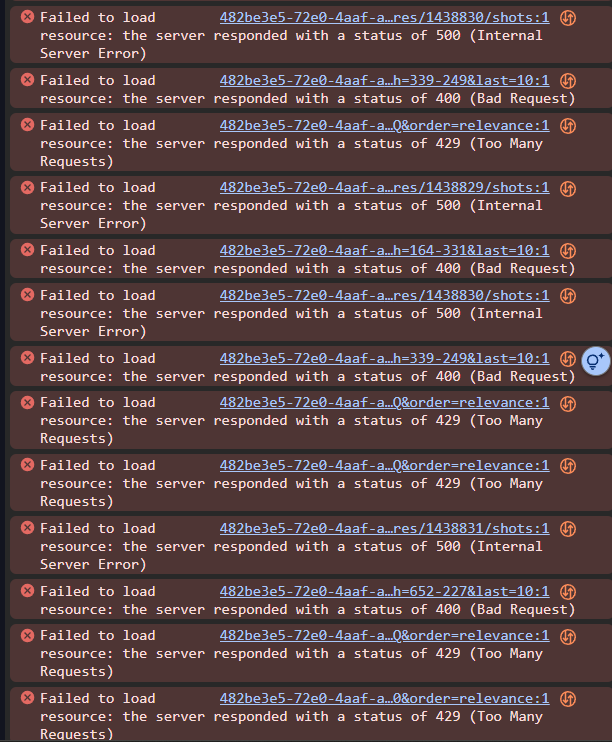 Failed to load 482be3e5-72e0-4aaf-a…res/1438830/shots:1
resource: the server responded with a status of 500 (Internal
Server Error)
Failed to load 482be3e5-72e0-4aaf-a…h=339-249&last=10:1
resource: the server responded with a status of 400 (Bad Request)
Failed to load 482be3e5-72e0-4aaf-a…Q&order=relevance:1
resource: the server responded with a status of 429 (Too Many
Requests)
Failed to load 482be3e5-72e0-4aaf-a…res/1438829/shots:1
resource: the server responded with a status of 500 (Internal
Server Error)
Failed to load 482be3e5-72e0-4aaf-a…h=164-331&last=10:1
resource: the server responded with a status of 400 (Bad Request)
Failed to load 482be3e5-72e0-4aaf-a…res/1438830/shots:1
resource: the server responded with a status of 500 (Internal
Server Error)
Failed to load 482be3e5-72e0-4aaf-a…h=339-249&last=10:1
resource: the server responded with a status of 400 (Bad Request)
Failed to load 482be3e5-72e0-4aaf-a…Q&order=relevance:1
resource: the server responded with a status of 429 (Too Many
Requests)
Failed to load 482be3e5-72e0-4aaf-a…Q&order=relevance:1
resource: the server responded with a status of 429 (Too Many
Requests)
Failed to load 482be3e5-72e0-4aaf-a…res/1438831/shots:1
resource: the server responded with a status of 500 (Internal
Server Error)
Failed to load 482be3e5-72e0-4aaf-a…h=652-227&last=10:1
resource: the server responded with a status of 400 (Bad Request)
Failed to load 482be3e5-72e0-4aaf-a…Q&order=relevance:1
resource: the server responded with a status of 429 (Too Many
Requests)
Failed to load 482be3e5-72e0-4aaf-a…0&order=relevance:1
resource: the server responded with a status of 429 (Too Many
Requests)